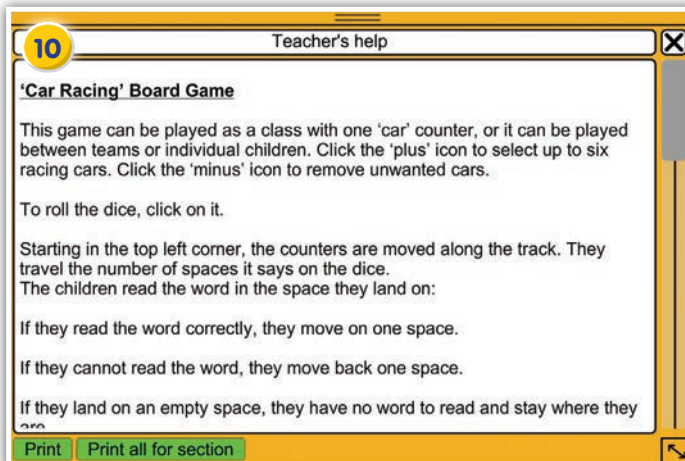 10
Teacher's help
'Car Racing' Board Game
This game can be played as a class with one 'car' counter, or it can be played
between teams or individual children. Click the 'plus' icon to select up to six
racing cars. Click the 'minus' icon to remove unwanted cars.
To roll the dice, click on it.
Starting in the top left corner, the counters are moved along the track. They
travel the number of spaces it says on the dice.
The children read the word in the space they land on:
If they read the word correctly, they move on one space.
If they cannot read the word, they move back one space.
If they land on an empty space, they have no word to read and stay where they
are
Print
Print all for section